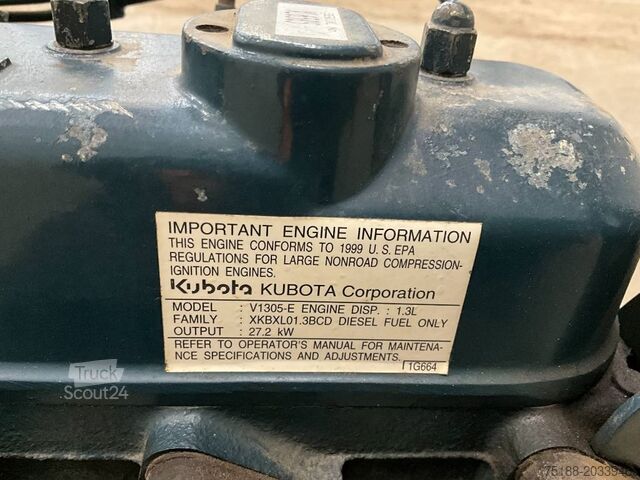 IMPORTANT ENGINE INFORMATION
THIS ENGINE CONFORMS TO 1999 U.S. EPA
REGULATIONS FOR LARGE NONROAD COMPRESSION-
IGNITION ENGINES.
Kubota KUBOTA Corporation
MODEL : V1305-E ENGINE DISP. : 1.3L
FAMILY : XKBXL01.3BCD DIESEL FUEL ONLY
OUTPUT : 27.2 kW
REFER TO OPERATOR'S MANUAL FOR MAINTENA-
NCE SPECIFICATIONS AND ADJUSTMENTS.
1G664
Truck
Scout24